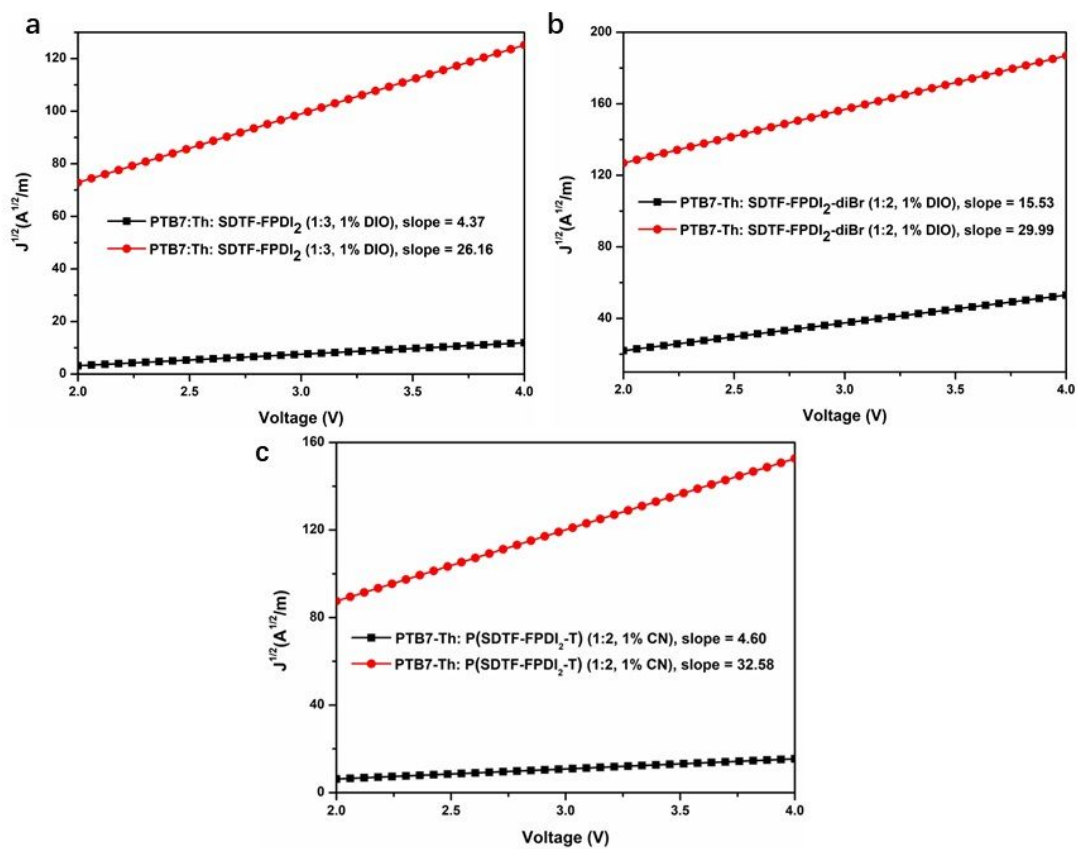 a
J1/2(A1/2/m)
120
100
80
60
40
20
0
PTB7:Th: SDTF-FPDI2 (1:3, 1% DIO), slope = 4.37
PTB7:Th: SDTF-FPDI2 (1:3, 1% DIO), slope = 26.16
2.0 2.5 3.0 3.5 4.0
Voltage (V)
b
J1/2(A1/2/m)
200
160
120
80
40
PTB7-Th: SDTF-FPDI2-diBr (1:2, 1% DIO), slope = 15.53
PTB7-Th: SDTF-FPDI2-diBr (1:2, 1% DIO), slope = 29.99
2.0 2.5 3.0 3.5 4.0
Voltage (V)
c
J1/2(A1/2/m)
160
120
80
40
0
PTB7-Th: P(SDTF-FPDI2-T) (1:2, 1% CN), slope = 4.60
PTB7-Th: P(SDTF-FPDI2-T) (1:2, 1% CN), slope = 32.58
2.0 2.5 3.0 3.5 4.0
Voltage (V)